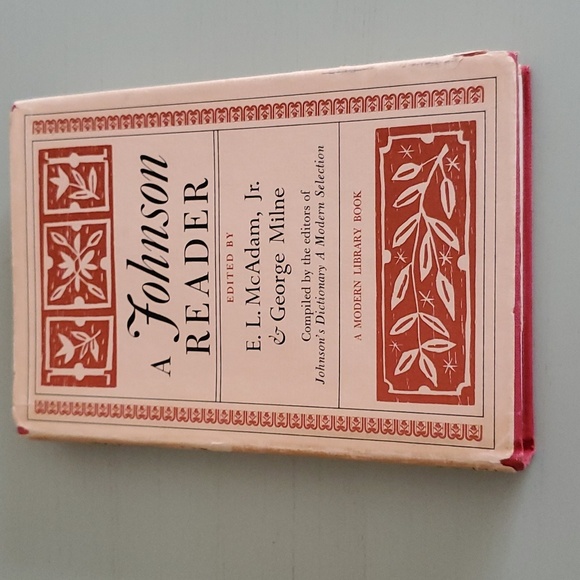 A Johnson
READER
EDITED BY
E. L. McAdam, Jr.
& George Milne
Compiled by the editors of
Johnson's Dictionary A Modern Selection
A MODERN LIBRARY BOOK